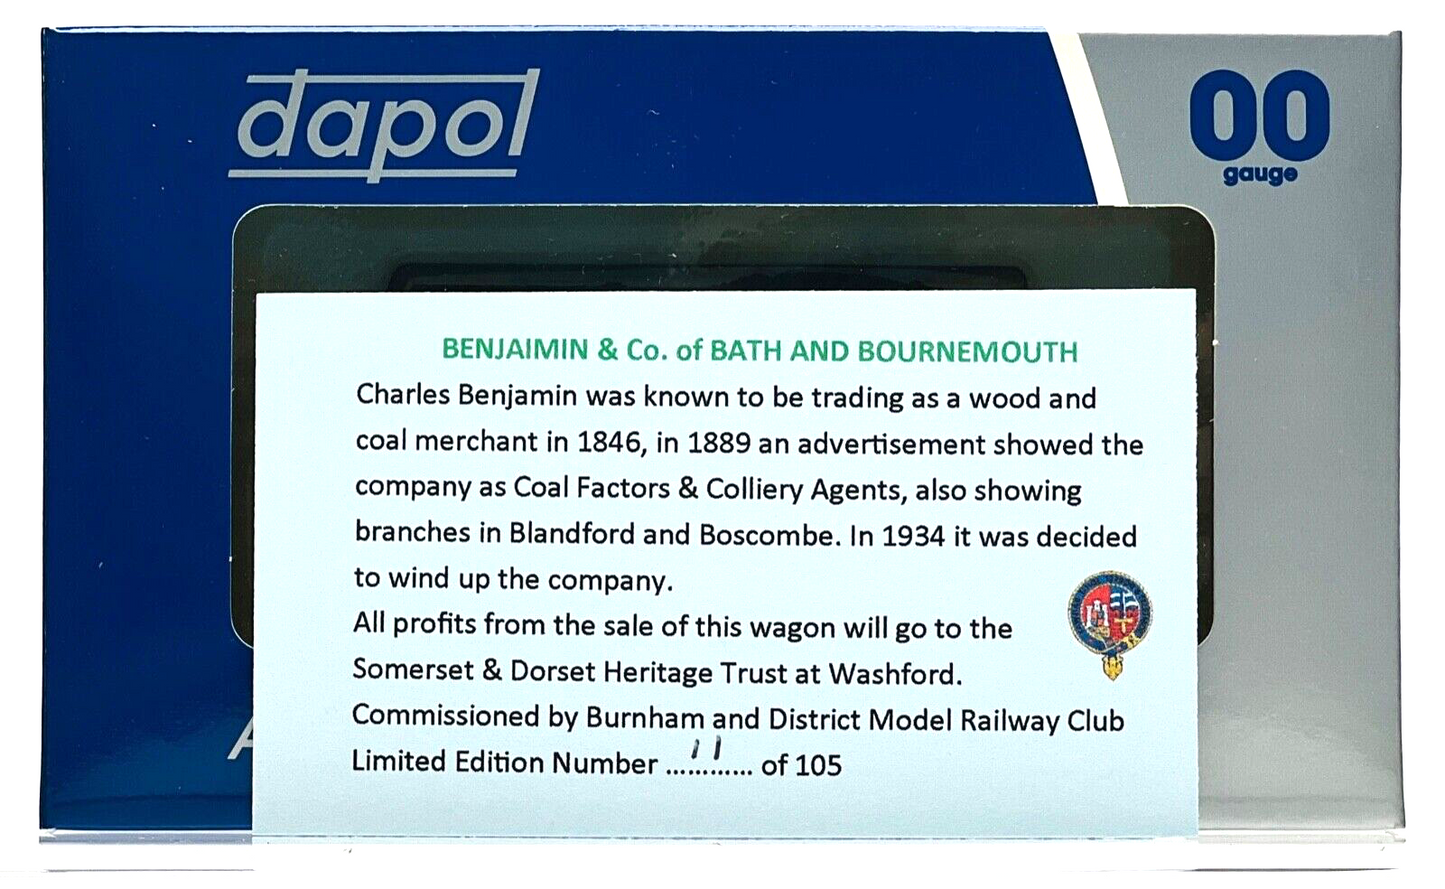 dapol
00
gauge
BENJAIMIN & Co. of BATH AND BOURNEMOUTH
Charles Benjamin was known to be trading as a wood and
coal merchant in 1846, in 1889 an advertisement showed the
company as Coal Factors & Colliery Agents, also showing
branches in Blandford and Boscombe. In 1934 it was decided
to wind up the company.
All profits from the sale of this wagon will go to the
Somerset & Dorset Heritage Trust at Washford.
Commissioned by Burnham and District Model Railway Club
Limited Edition Number ....11.... of 105